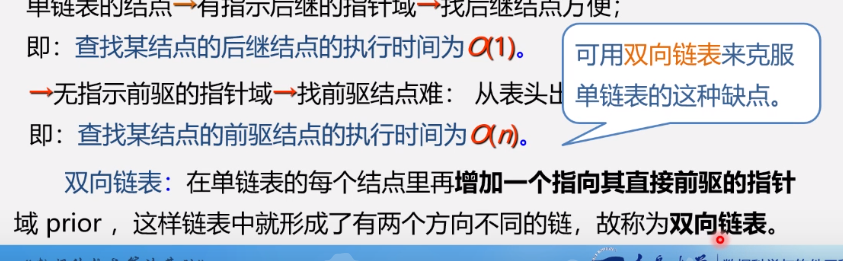 单链表的结点→有指示后继的指针域→找后继结点方便；
即：查找某结点的后继结点的执行时间为O(1)。
可用双向链表来克服
单链表的这种缺点。
→无指示前驱的指针域→找前驱结点难：从表头出
即：查找某结点的前驱结点的执行时间为O(n)。
双向链表：在单链表的每个结点里再增加一个指向其直接前驱的指针
域 prior ，这样链表中就形成了有两个方向不同的链，故称为双向链表。